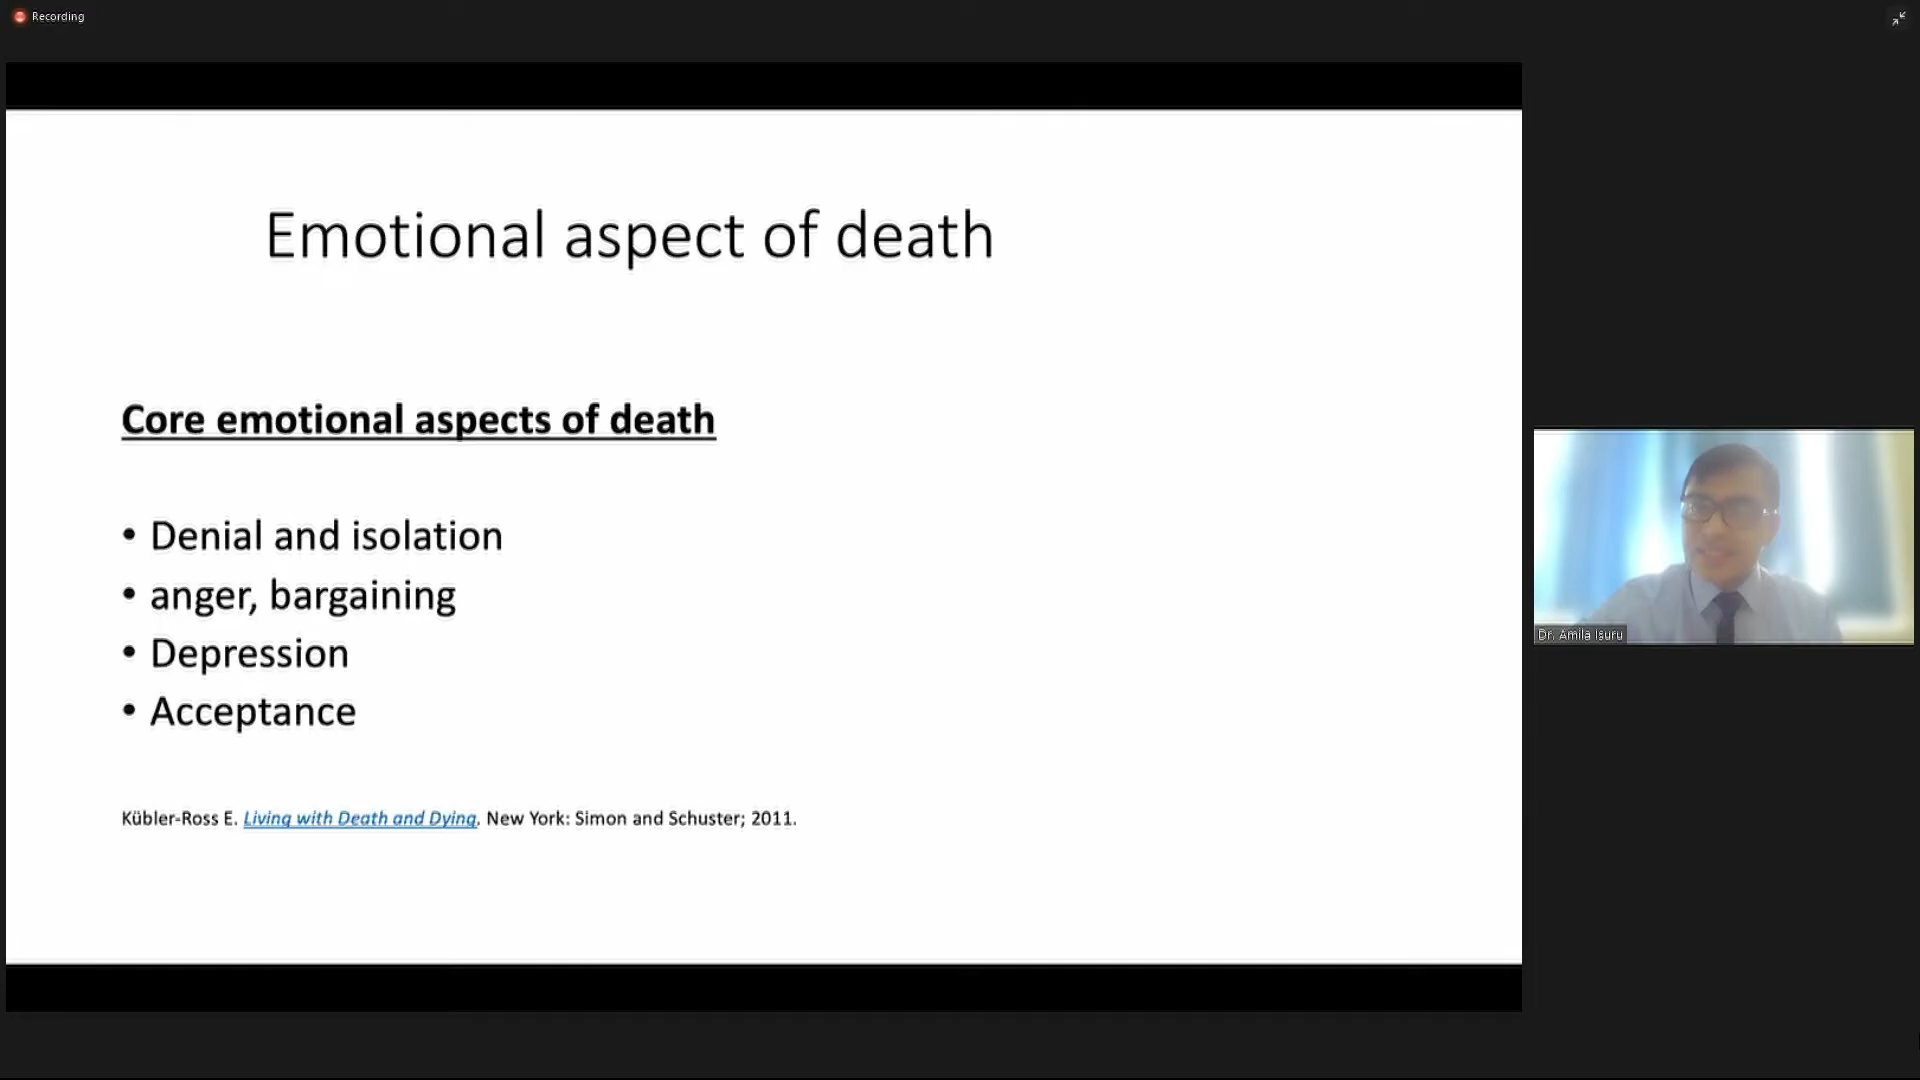 Recording
Emotional aspect of death
Core emotional aspects of death
• Denial and isolation
• anger, bargaining
• Depression
• Acceptance
Kübler-Ross E. Living with Death and Dying. New York: Simon and Schuster; 2011.
Dr. Amila Isuru